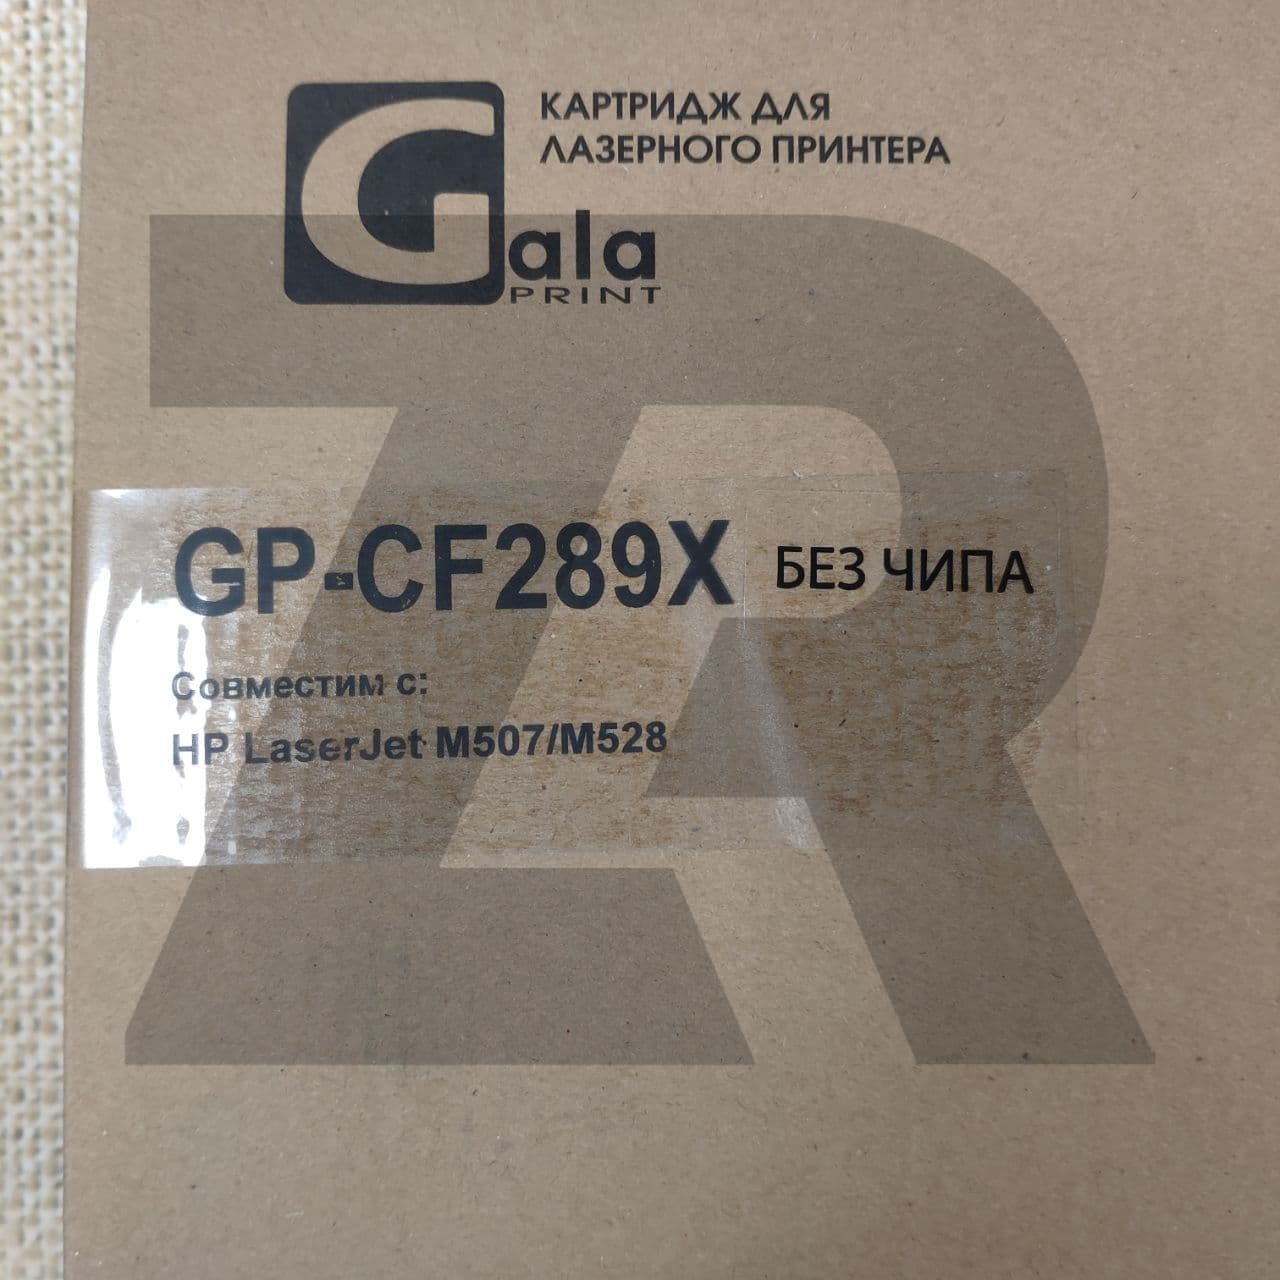 КАРТРИДЖ ДЛЯ
ЛАЗЕРНОГО ПРИНТЕРА
Gala
PRINT
GP-CF289X БЕЗ ЧИПА
Совместим с:
HP LaserJet M507/M528